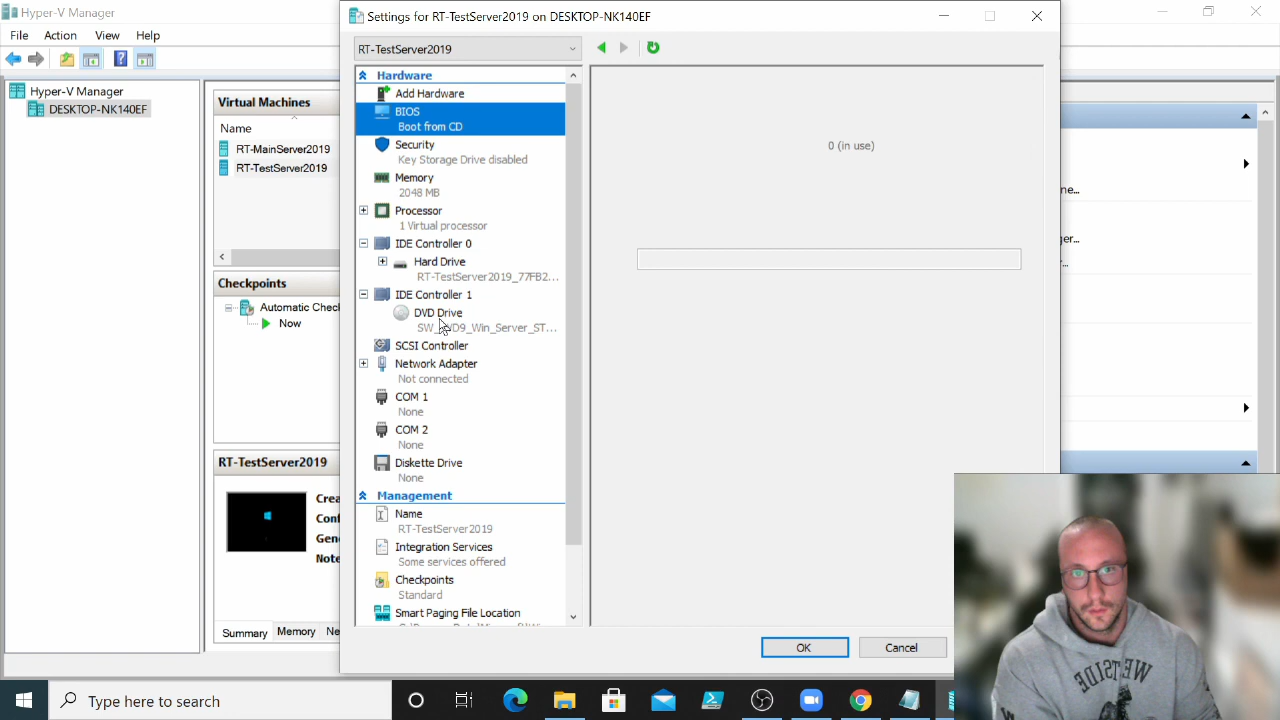 Hyper-V Manager
File Action View Help
Hyper-V Manager
DESKTOP-NK140EF
Virtual Machines
Name
RT-MainServer2019
RT-TestServer2019
Checkpoints
Automatic Chec
Now
RT-TestServer2019
Crea
Conf
Gene
Note
Summary Memory Ne
Settings for RT-TestServer2019 on DESKTOP-NK140EF
RT-TestServer2019
Hardware
Add Hardware
BIOS
Boot from CD
Security
Key Storage Drive disabled
Memory
2048 MB
Processor
1 Virtual processor
IDE Controller 0
Hard Drive
RT-TestServer2019_77FB2...
IDE Controller 1
DVD Drive
SW_DVD9_Win_Server_ST...
SCSI Controller
Network Adapter
Not connected
COM 1
None
COM 2
None
Diskette Drive
None
Management
Name
RT-TestServer2019
Integration Services
Some services offered
Checkpoints
Standard
Smart Paging File Location
0 (in use)
OK Cancel
ne...
ger...
WESTSIDE
Type here to search